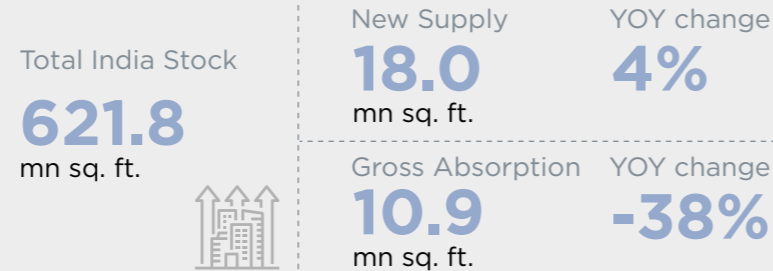 Total India Stock
621.8
mn sq. ft.
New Supply
18.0
mn sq. ft.
YOY change
4%
Gross Absorption
10.9
mn sq. ft.
YOY change
-38%